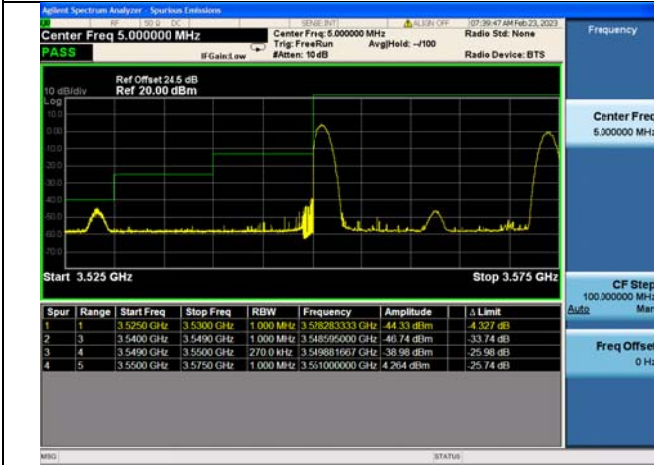 Agilent Spectrum Analyzer - Spurious Emissions
RF 50 Ω DC SENSE:INT ALIGN OFF 07:39:47 AM Feb 23, 2023
Center Freq 5.000000 MHz Center Freq: 5.000000 MHz Radio Std: None Frequency
Trig: FreeRun Avg|Hold: --/100
PASS IFGain:Low #Atten: 10 dB Radio Device: BTS
Ref Offset 24.5 dB
10 dB/div Ref 20.00 dBm
Log
10.0
0.00
-10.0
-20.0
-30.0
-40.0
-50.0
-60.0
-70.0
Start 3.525 GHz Stop 3.575 GHz
Center Freq
5.000000 MHz
CF Step
100.000000 MHz
Auto Man
Freq Offset
0 Hz
Spur Range Start Freq Stop Freq RBW Frequency Amplitude Δ Limit
1 1 3.5250 GHz 3.5300 GHz 1.000 MHz 3.528283333 GHz -44.33 dBm -4.327 dB
2 3 3.5400 GHz 3.5490 GHz 1.000 MHz 3.548595000 GHz -46.74 dBm -33.74 dB
3 4 3.5490 GHz 3.5500 GHz 270.0 kHz 3.549881667 GHz -38.98 dBm -25.98 dB
4 5 3.5500 GHz 3.5750 GHz 1.000 MHz 3.551000000 GHz 4.264 dBm -25.74 dB
MSG STATUS